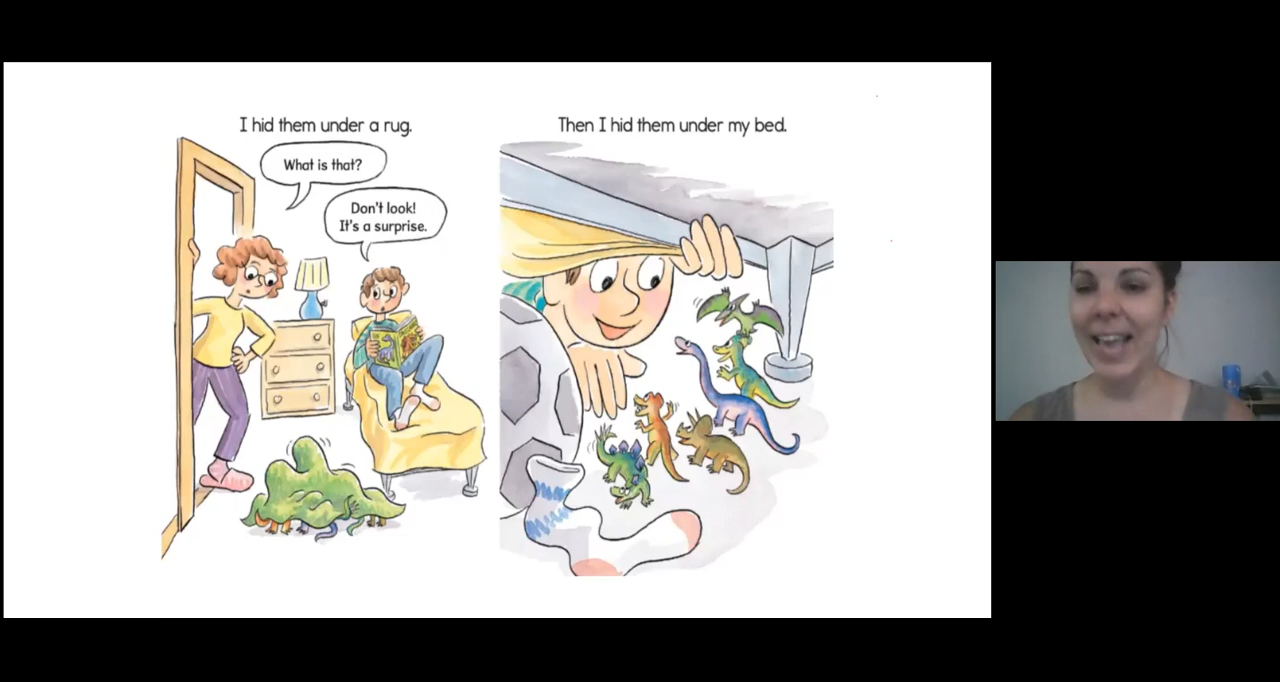 I hid them under a rug.
What is that?
Don't look!
It's a surprise.
Then I hid them under my bed.